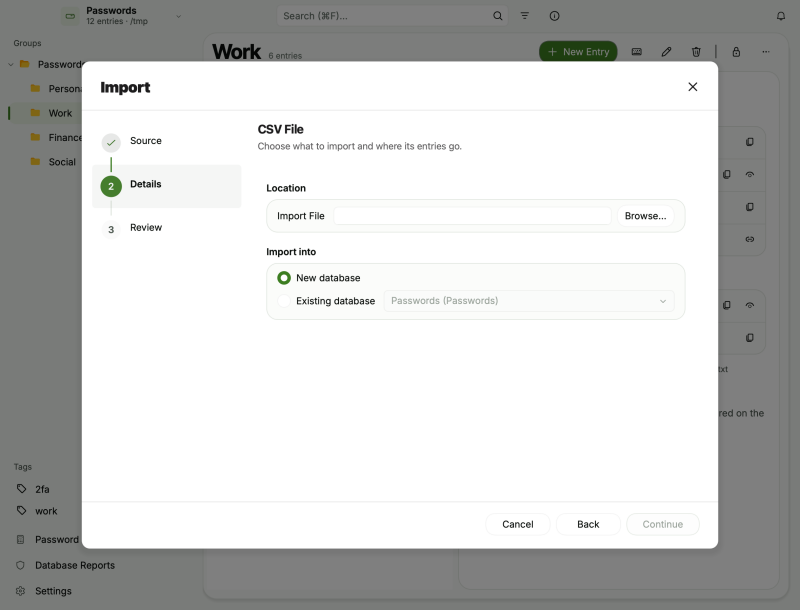 Passwords
12 entries · /tmp
Search (⌘F)...
Groups
Passwords
Work
6 entries
New Entry
Persona
Work
Finance
Social
Import
Source
2
Details
3
Review
CSV File
Choose what to import and where its entries go.
Location
Import File
Browse...
Import into
New database
Existing database
Passwords (Passwords)
txt
red on the
Tags
2fa
work
Password
Database Reports
Settings
Cancel
Back
Continue